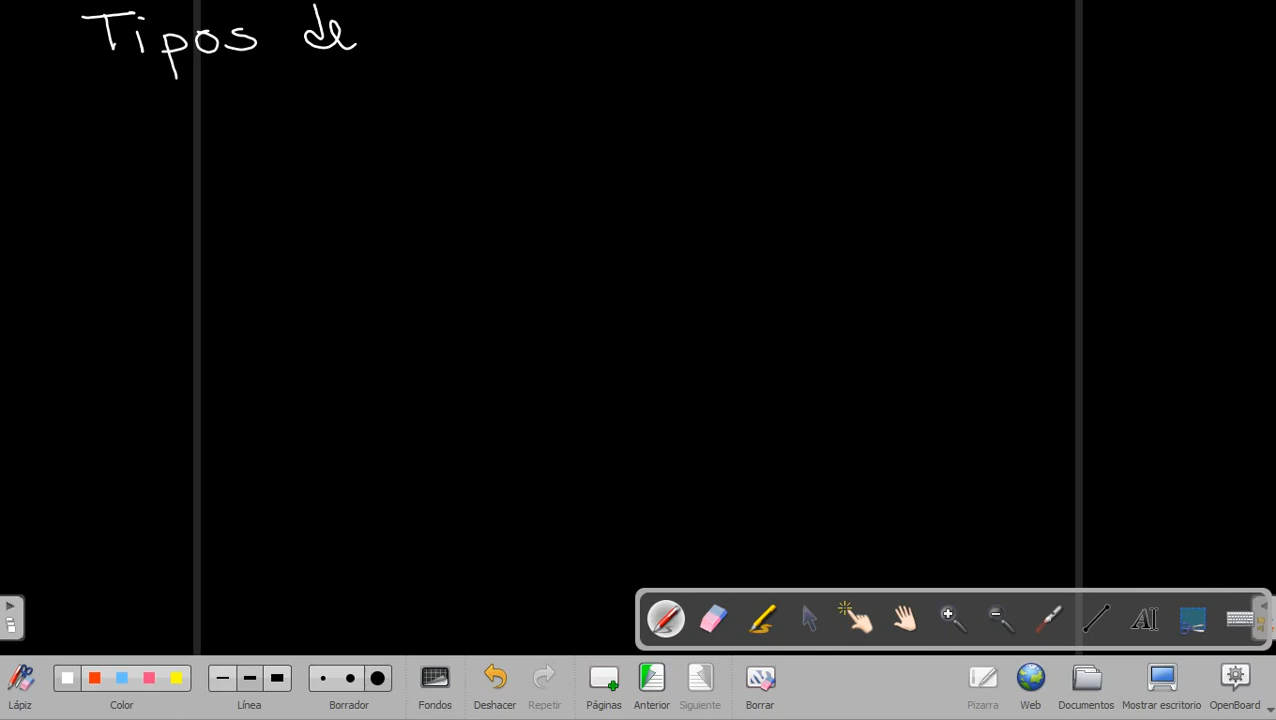 Tipos de
Lápiz
Color
Línea
Borrador
Fondos
Deshacer
Repetir
Páginas
Anterior
Siguiente
Borrar
Pizarra
Web
Documentos
Mostrar escritorio
OpenBoard